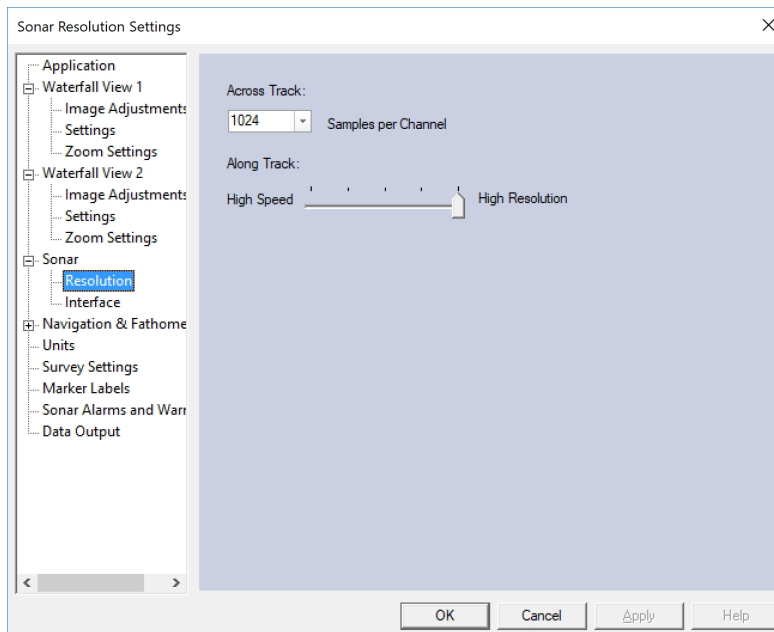 Sonar Resolution Settings
Application
Waterfall View 1
Image Adjustments
Settings
Zoom Settings
Waterfall View 2
Image Adjustments
Settings
Zoom Settings
Sonar
Resolution
Interface
Navigation & Fathome
Units
Survey Settings
Marker Labels
Sonar Alarms and Warr
Data Output
Across Track:
1024 Samples per Channel
Along Track:
High Speed High Resolution
OK Cancel Apply Help